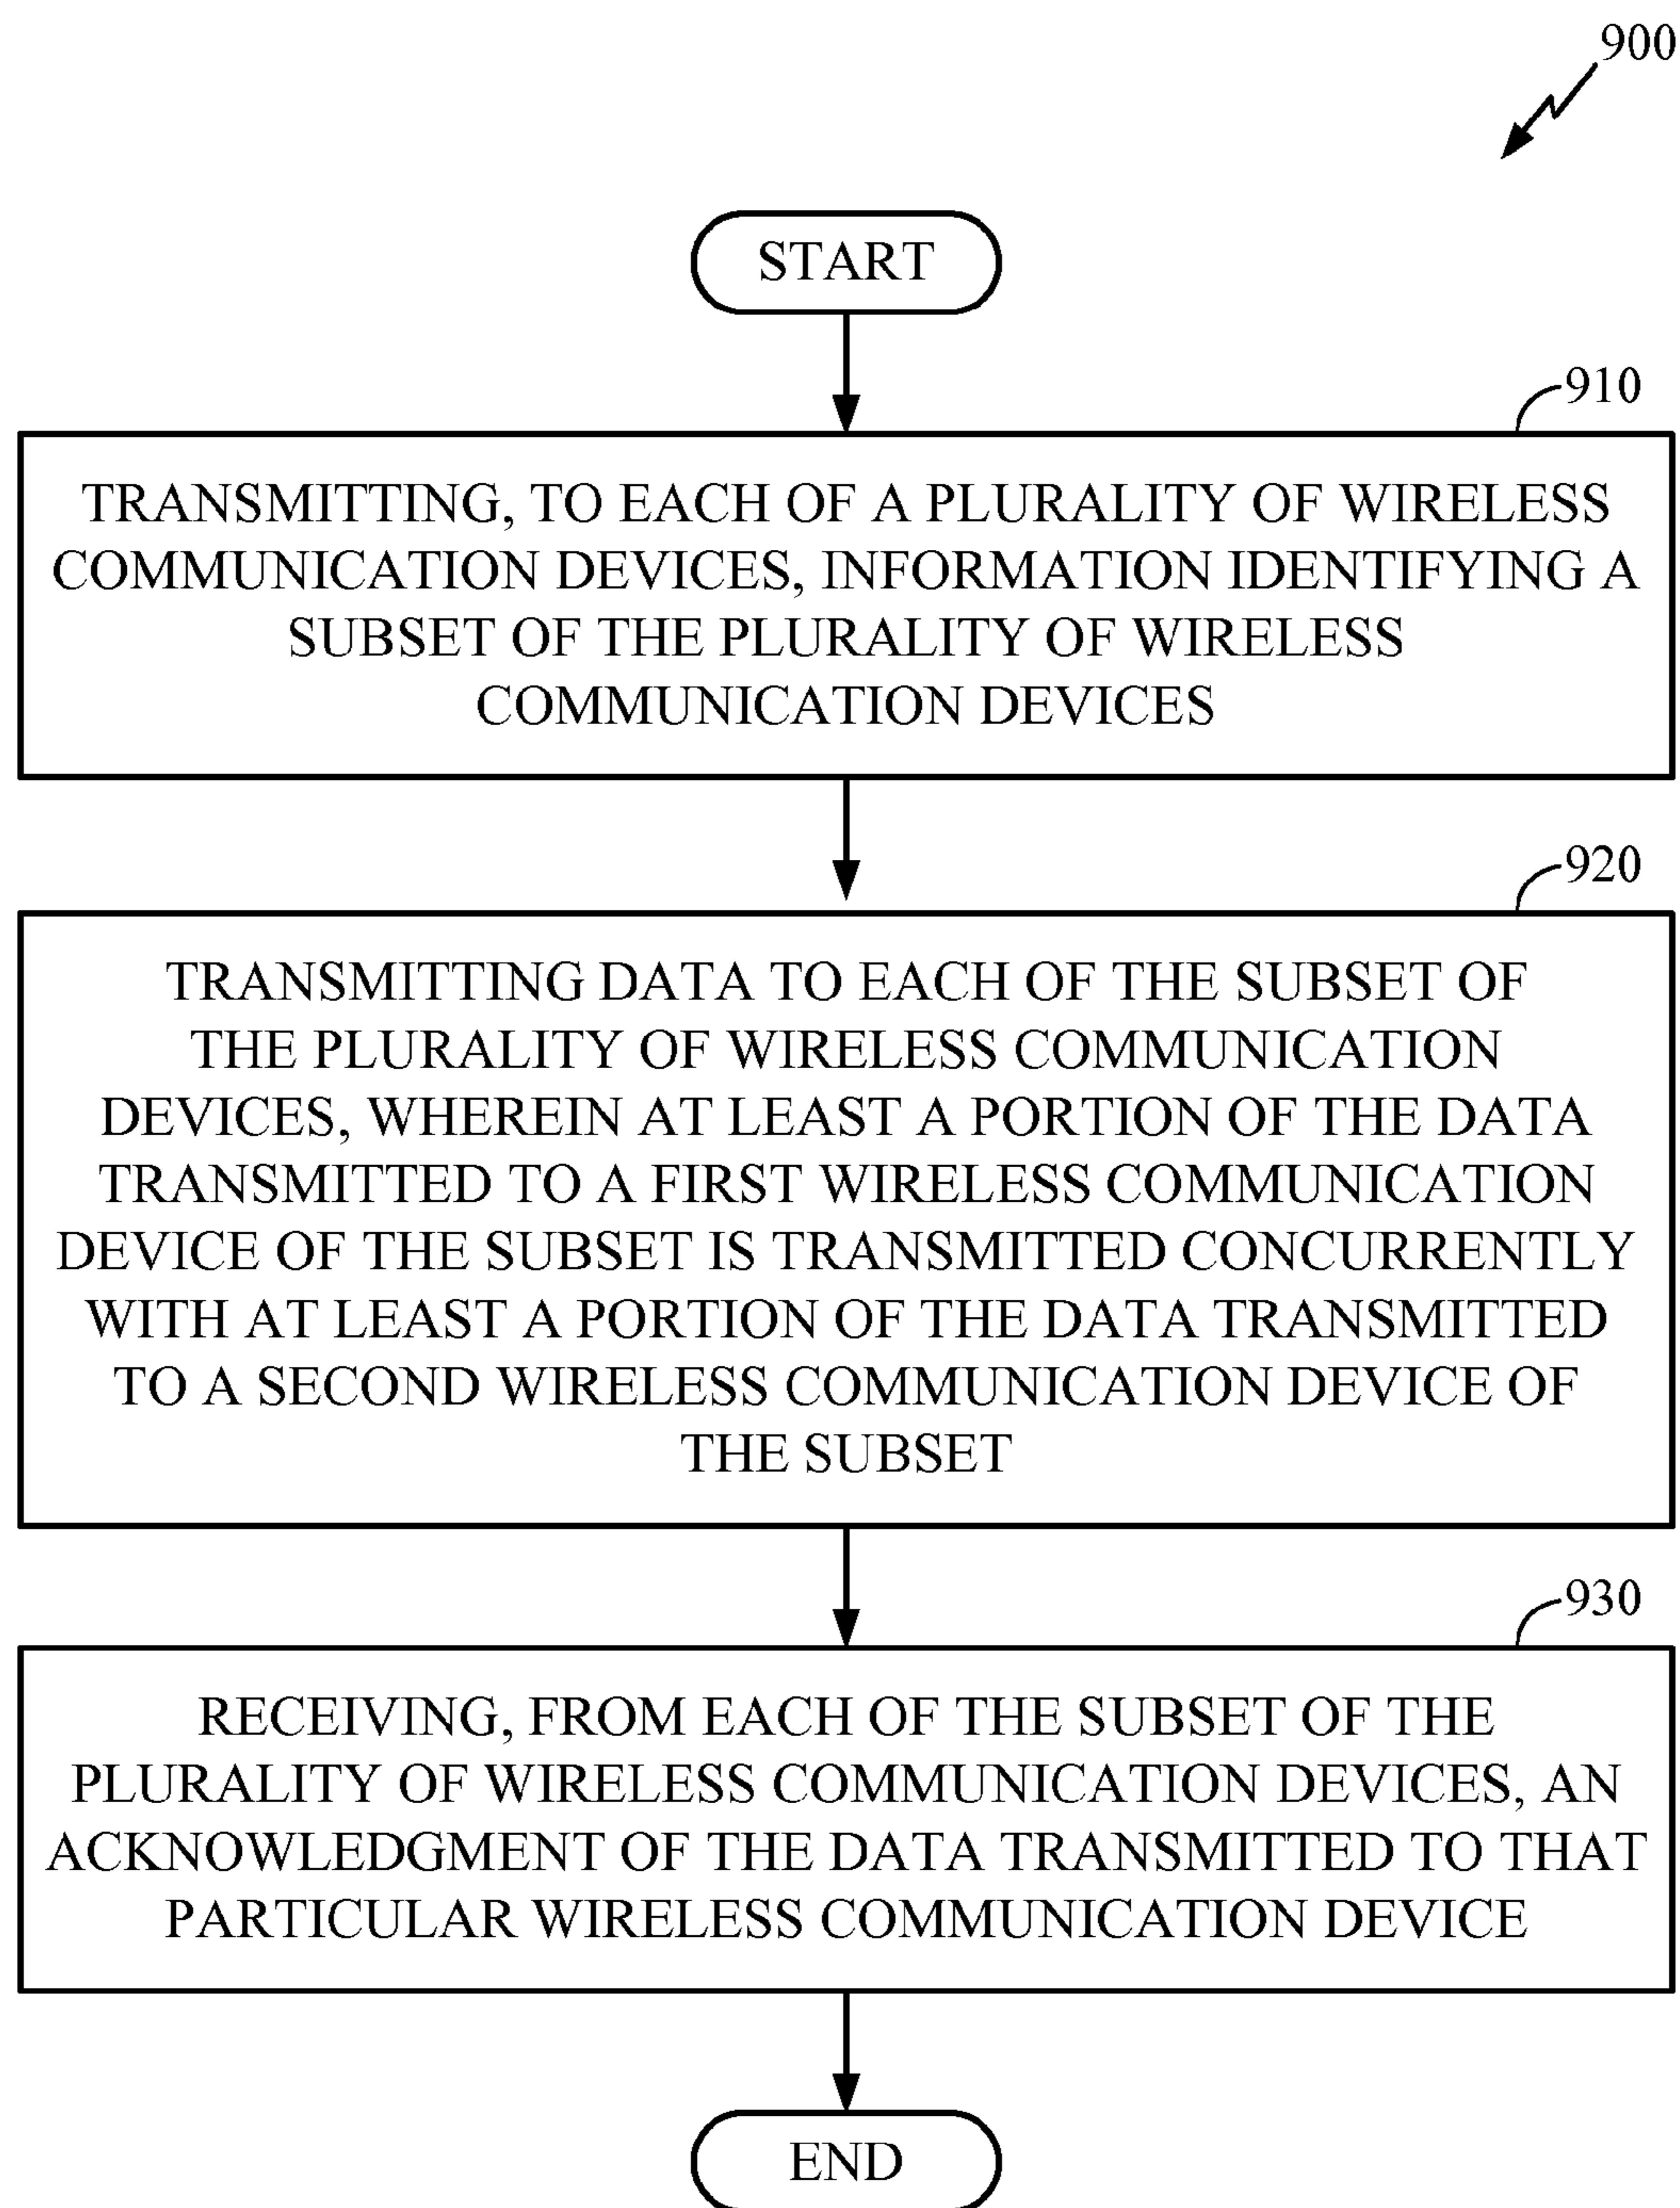 900
START
910
TRANSMITTING, TO EACH OF A PLURALITY OF WIRELESS
COMMUNICATION DEVICES, INFORMATION IDENTIFYING A
SUBSET OF THE PLURALITY OF WIRELESS
COMMUNICATION DEVICES
920
TRANSMITTING DATA TO EACH OF THE SUBSET OF
THE PLURALITY OF WIRELESS COMMUNICATION
DEVICES, WHEREIN AT LEAST A PORTION OF THE DATA
TRANSMITTED TO A FIRST WIRELESS COMMUNICATION
DEVICE OF THE SUBSET IS TRANSMITTED CONCURRENTLY
WITH AT LEAST A PORTION OF THE DATA TRANSMITTED
TO A SECOND WIRELESS COMMUNICATION DEVICE OF
THE SUBSET
930
RECEIVING, FROM EACH OF THE SUBSET OF THE
PLURALITY OF WIRELESS COMMUNICATION DEVICES, AN
ACKNOWLEDGMENT OF THE DATA TRANSMITTED TO THAT
PARTICULAR WIRELESS COMMUNICATION DEVICE
END